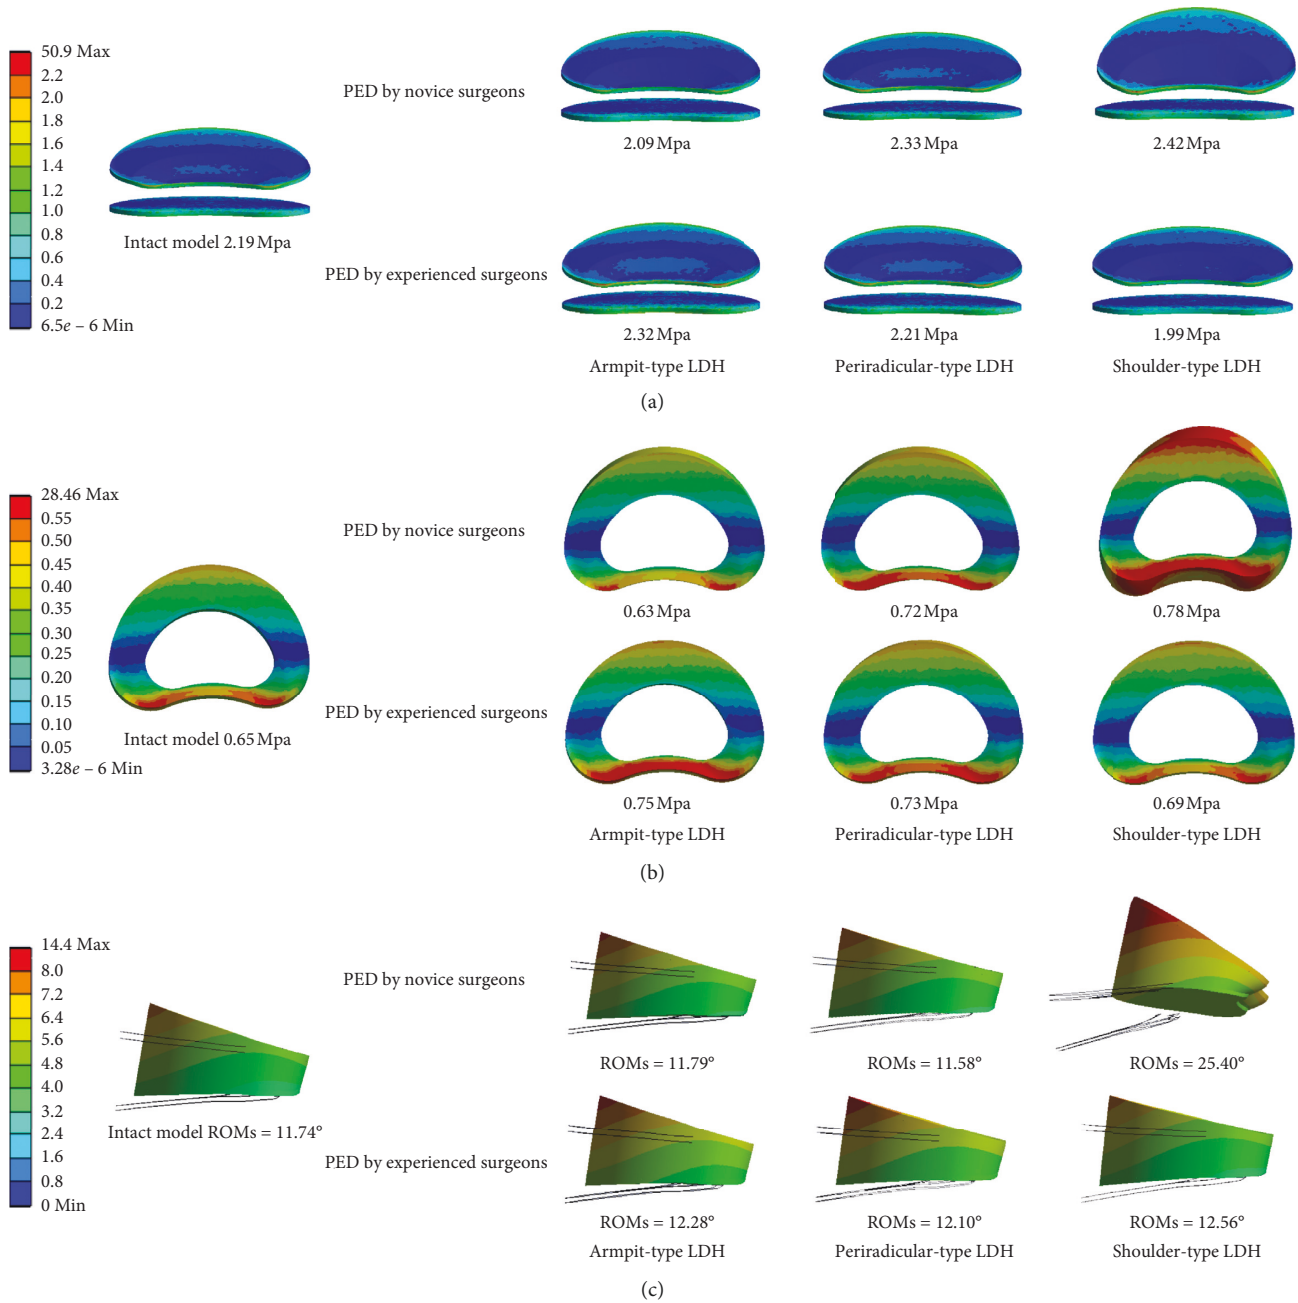 50.9 Max
2.2
2.0
1.8
1.6
1.4
1.2
1.0
0.8
0.6
0.4
0.2
6.5e – 6 Min
Intact model 2.19 Mpa
PED by novice surgeons
2.09 Mpa
2.33 Mpa
2.42 Mpa
PED by experienced surgeons
2.32 Mpa
2.21 Mpa
1.99 Mpa
Armpit-type LDH
Periradicular-type LDH
Shoulder-type LDH
(a)
28.46 Max
0.55
0.50
0.45
0.40
0.35
0.30
0.25
0.20
0.15
0.10
0.05
3.28e – 6 Min
Intact model 0.65 Mpa
PED by novice surgeons
0.63 Mpa
0.72 Mpa
0.78 Mpa
PED by experienced surgeons
0.75 Mpa
0.73 Mpa
0.69 Mpa
Armpit-type LDH
Periradicular-type LDH
Shoulder-type LDH
(b)
14.4 Max
8.0
7.2
6.4
5.6
4.8
4.0
3.2
2.4
1.6
0.8
0 Min
Intact model ROMs = 11.74°
PED by novice surgeons
ROMs = 11.79°
ROMs = 11.58°
ROMs = 25.40°
PED by experienced surgeons
ROMs = 12.28°
ROMs = 12.10°
ROMs = 12.56°
Armpit-type LDH
Periradicular-type LDH
Shoulder-type LDH
(c)